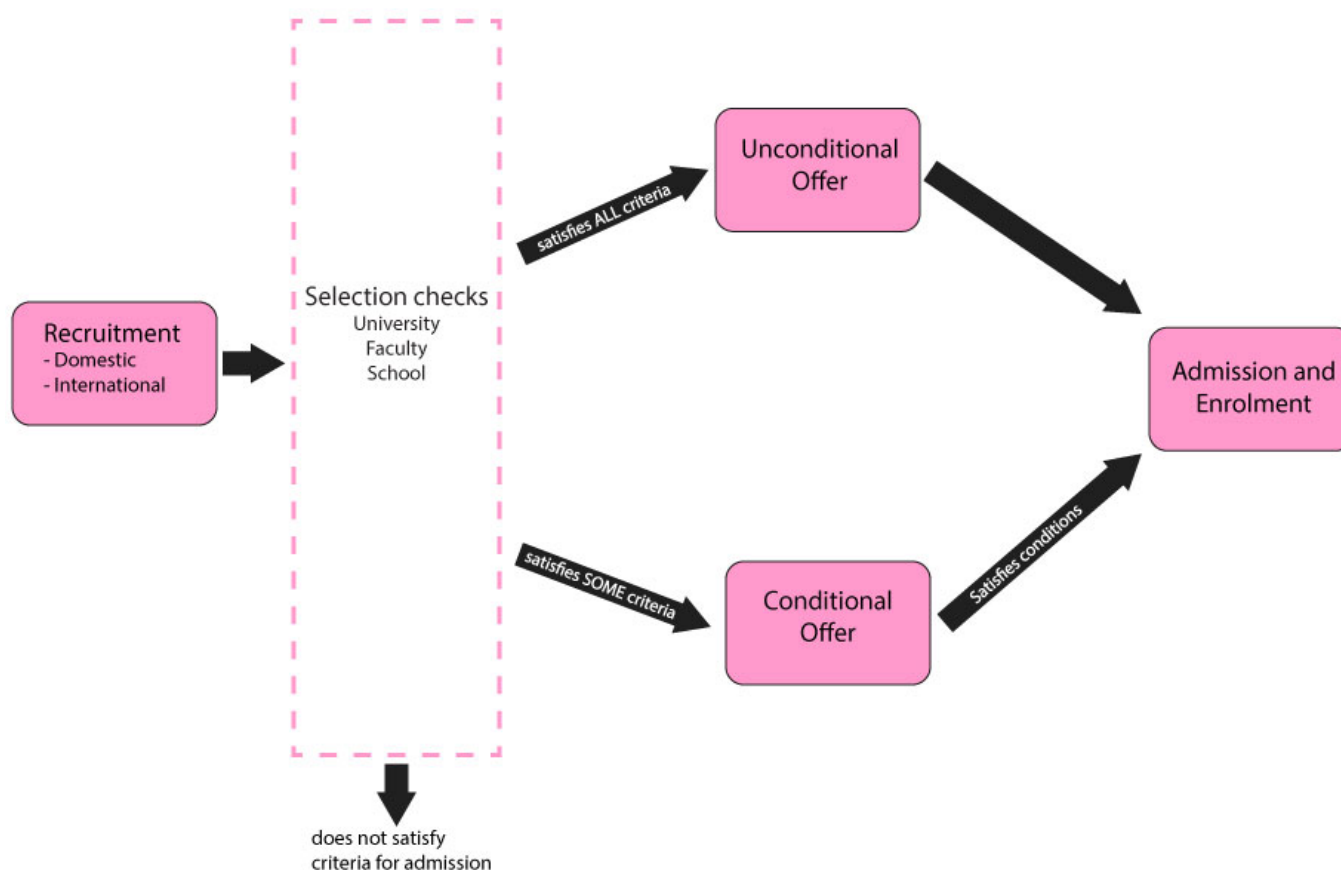 Recruitment
- Domestic
- International
Selection checks
University
Faculty
School
does not satisfy
criteria for admission
satisfies ALL criteria
Unconditional
Offer
satisfies SOME criteria
Conditional
Offer
Satisfies conditions
Admission and
Enrolment